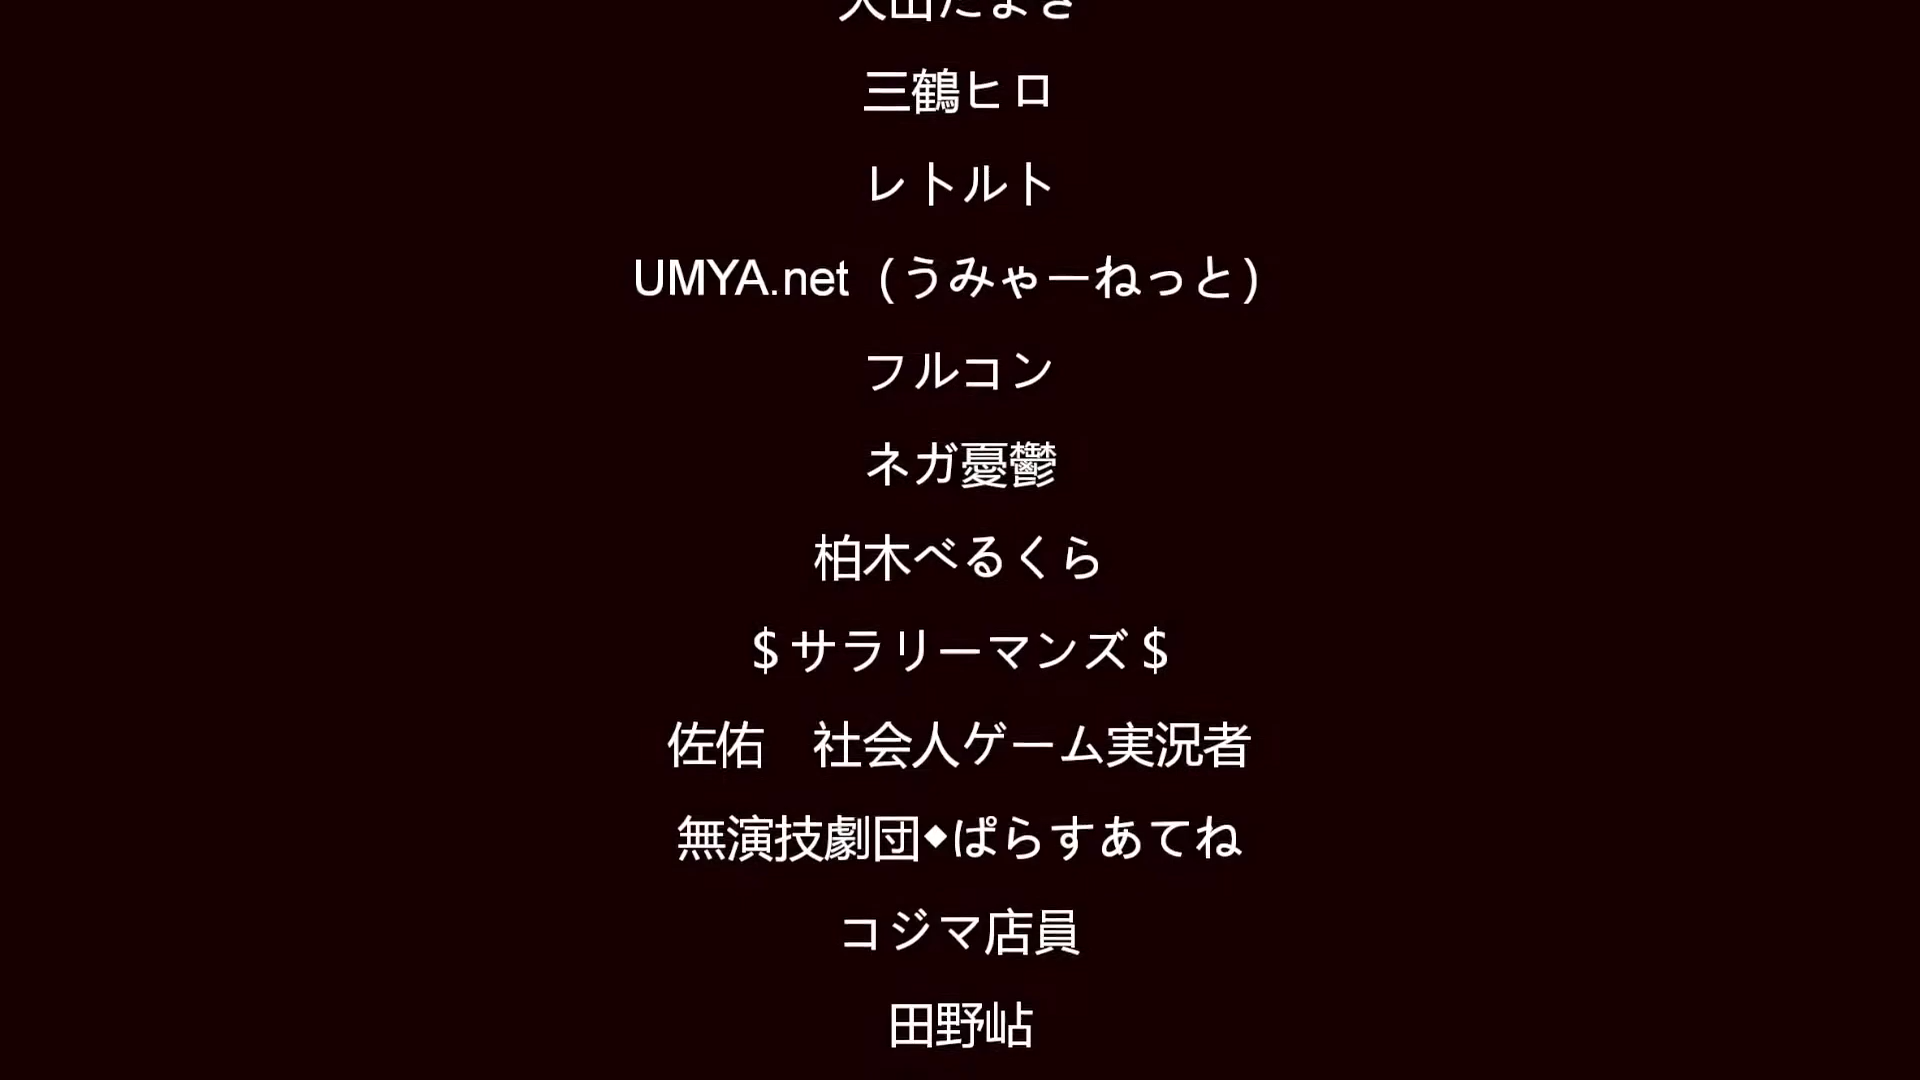 三鶴ヒロ
レトルト
UMYA.net（うみゃーねっと）
フルコン
ネガ憂鬱
柏木べるくら
＄サラリーマンズ＄
佐佑　社会人ゲーム実況者
無演技劇団◆ぱらすあてね
コジマ店員
田野岾